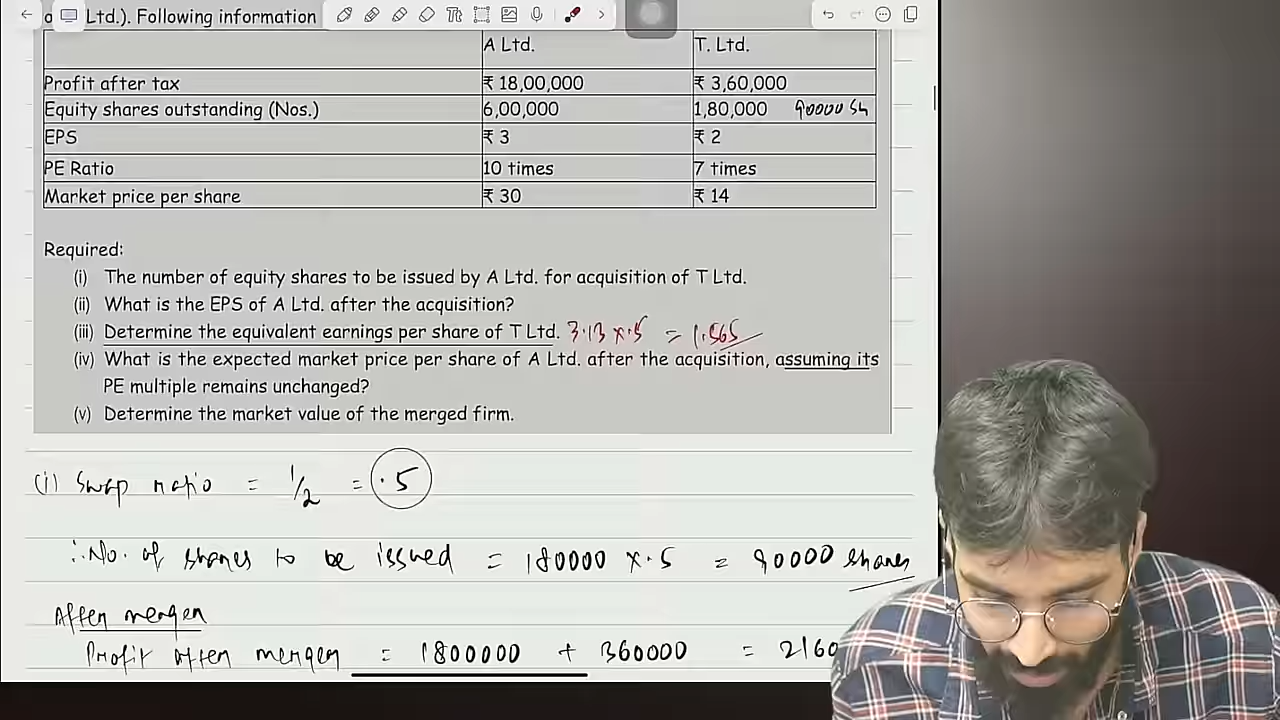 Ltd.). Following information
A Ltd. T. Ltd.
Profit after tax ₹ 18,00,000 ₹ 3,60,000
Equity shares outstanding (Nos.) 6,00,000 1,80,000 90000 Sh
EPS ₹ 3 ₹ 2
PE Ratio 10 times 7 times
Market price per share ₹ 30 ₹ 14
Required:
(i) The number of equity shares to be issued by A Ltd. for acquisition of T Ltd.
(ii) What is the EPS of A Ltd. after the acquisition?
(iii) Determine the equivalent earnings per share of T Ltd. 3.13 x .5 = 1.565
(iv) What is the expected market price per share of A Ltd. after the acquisition, assuming its
PE multiple remains unchanged?
(v) Determine the market value of the merged firm.
(i) Swap ratio = 1/2 = .5
∴ No. of shares to be issued = 180000 x .5 = 90000 shares
After merger
Profit after merger = 1800000 + 360000 = 2160